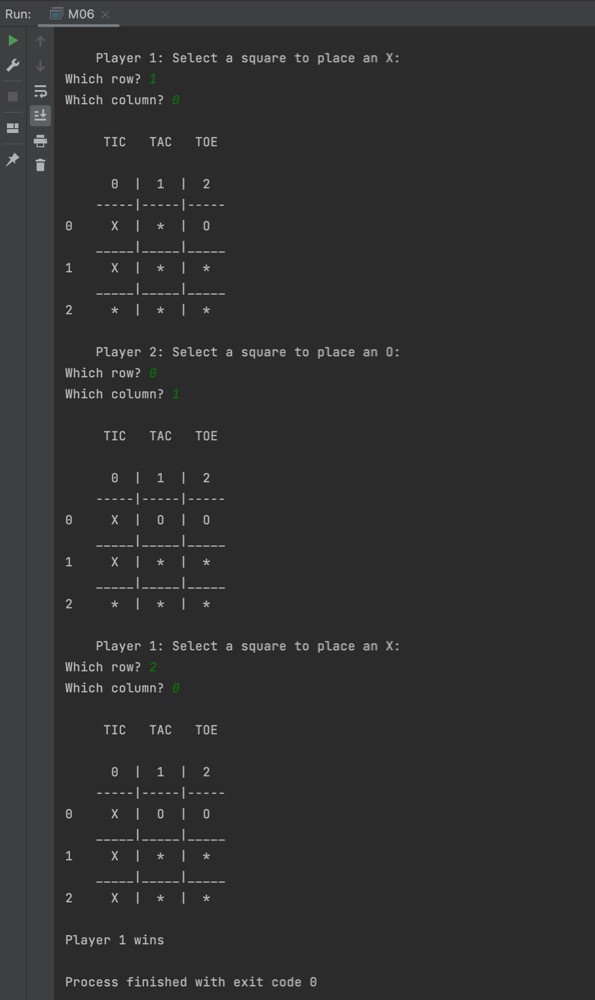 Run: M06
Player 1: Select a square to place an X:
Which row? 1
Which column? 0
TIC TAC TOE
0 | 1 | 2
-----|-----|-----
0 X | * | O
_____|_____|_____
1 X | * | *
_____|_____|_____
2 * | * | *
Player 2: Select a square to place an O:
Which row? 0
Which column? 1
TIC TAC TOE
0 | 1 | 2
-----|-----|-----
0 X | O | O
_____|_____|_____
1 X | * | *
_____|_____|_____
2 * | * | *
Player 1: Select a square to place an X:
Which row? 2
Which column? 0
TIC TAC TOE
0 | 1 | 2
-----|-----|-----
0 X | O | O
_____|_____|_____
1 X | * | *
_____|_____|_____
2 X | * | *
Player 1 wins
Process finished with exit code 0